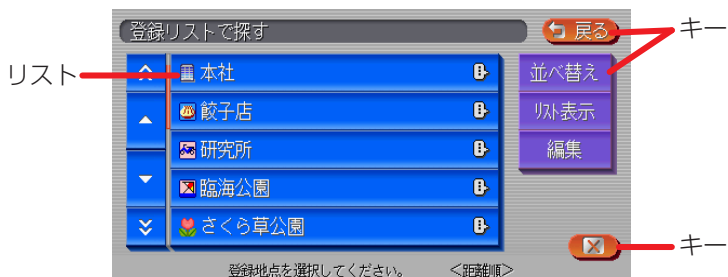 登録リストで探す
戻る
キー
リスト
本社
並べ替え
餃子店
リスト表示
研究所
編集
臨海公園
さくら草公園
キー
登録地点を選択してください。 <距離順>